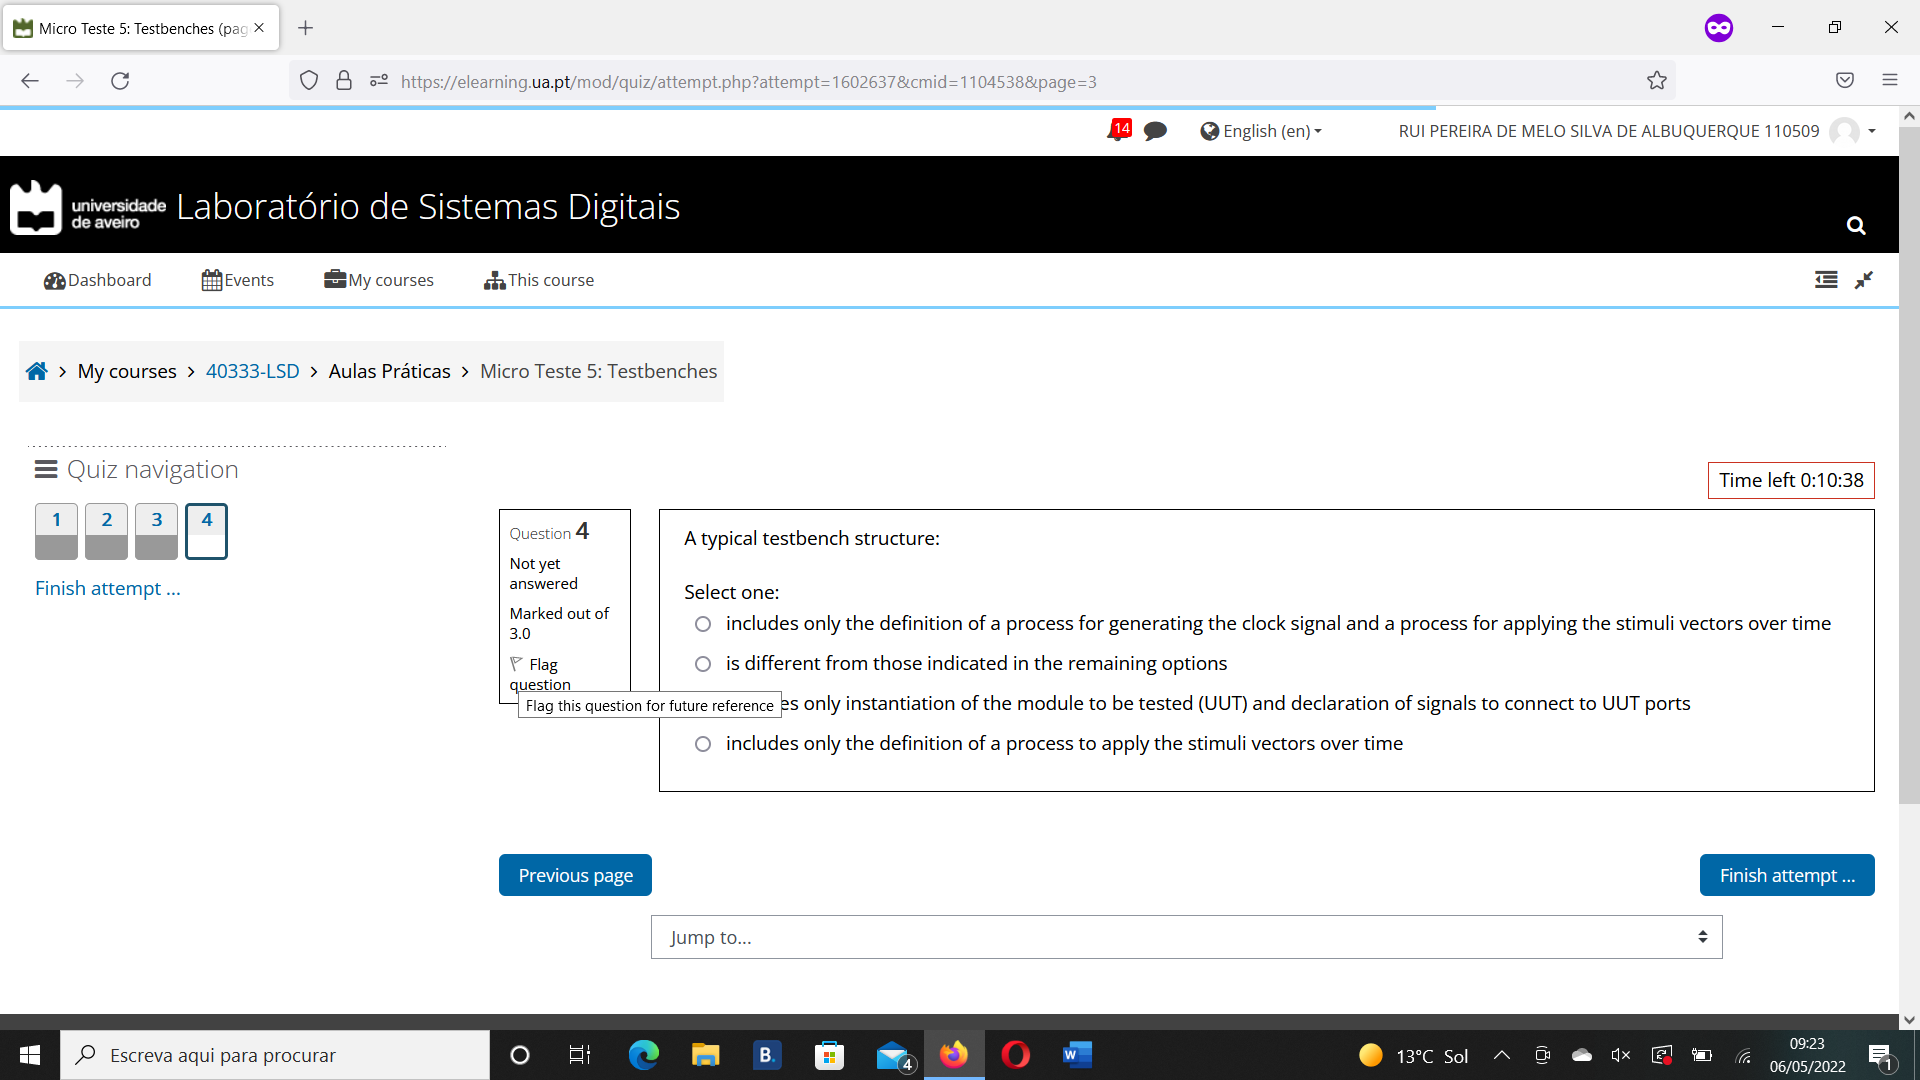 Micro Teste 5: Testbenches (pag
https://elearning.ua.pt/mod/quiz/attempt.php?attempt=1602637&cmid=1104538&page=3
14
English (en)
RUI PEREIRA DE MELO SILVA DE ALBUQUERQUE 110509
universidade
de aveiro
Laboratório de Sistemas Digitais
Dashboard
Events
My courses
This course
My courses
40333-LSD
Aulas Práticas
Micro Teste 5: Testbenches
Quiz navigation
1 2 3 4
Finish attempt ...
Time left 0:10:38
Question 4
Not yet
answered
Marked out of
3.0
Flag
question
Flag this question for future reference
A typical testbench structure:
Select one:
includes only the definition of a process for generating the clock signal and a process for applying the stimuli vectors over time
is different from those indicated in the remaining options
es only instantiation of the module to be tested (UUT) and declaration of signals to connect to UUT ports
includes only the definition of a process to apply the stimuli vectors over time
Previous page
Finish attempt ...
Jump to...
Escreva aqui para procurar
B.
4
W
13°C Sol
09:23
06/05/2022
1